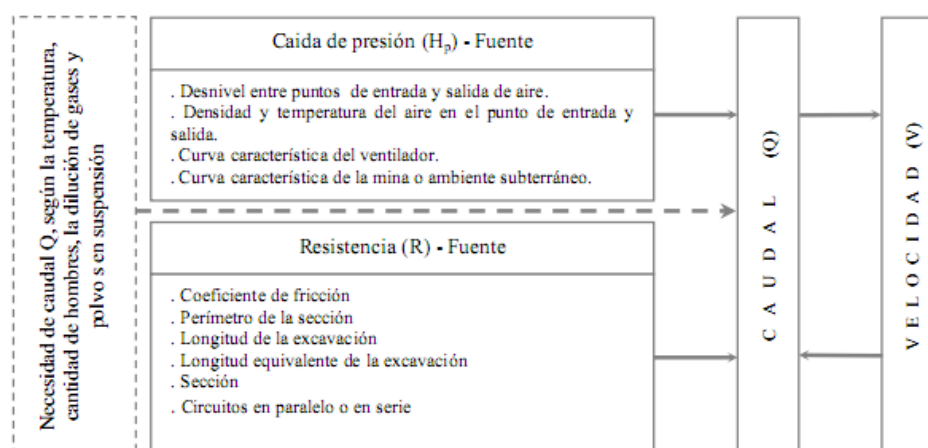 Necesidad de caudal Q, según la temperatura,
cantidad de hombres, la dilución de gases y
polvo s en suspensión
Caida de presión (Hp) - Fuente
. Desnivel entre puntos de entrada y salida de aire.
. Densidad y temperatura del aire en el punto de entrada y
salida.
. Curva característica del ventilador.
. Curva característica de la mina o ambiente subterráneo.
Resistencia (R) - Fuente
. Coeficiente de fricción
. Perímetro de la sección
. Longitud de la excavación
. Longitud equivalente de la excavación
. Sección
. Circuitos en paralelo o en serie
CAUDAL (Q)
VELOCIDAD (V)